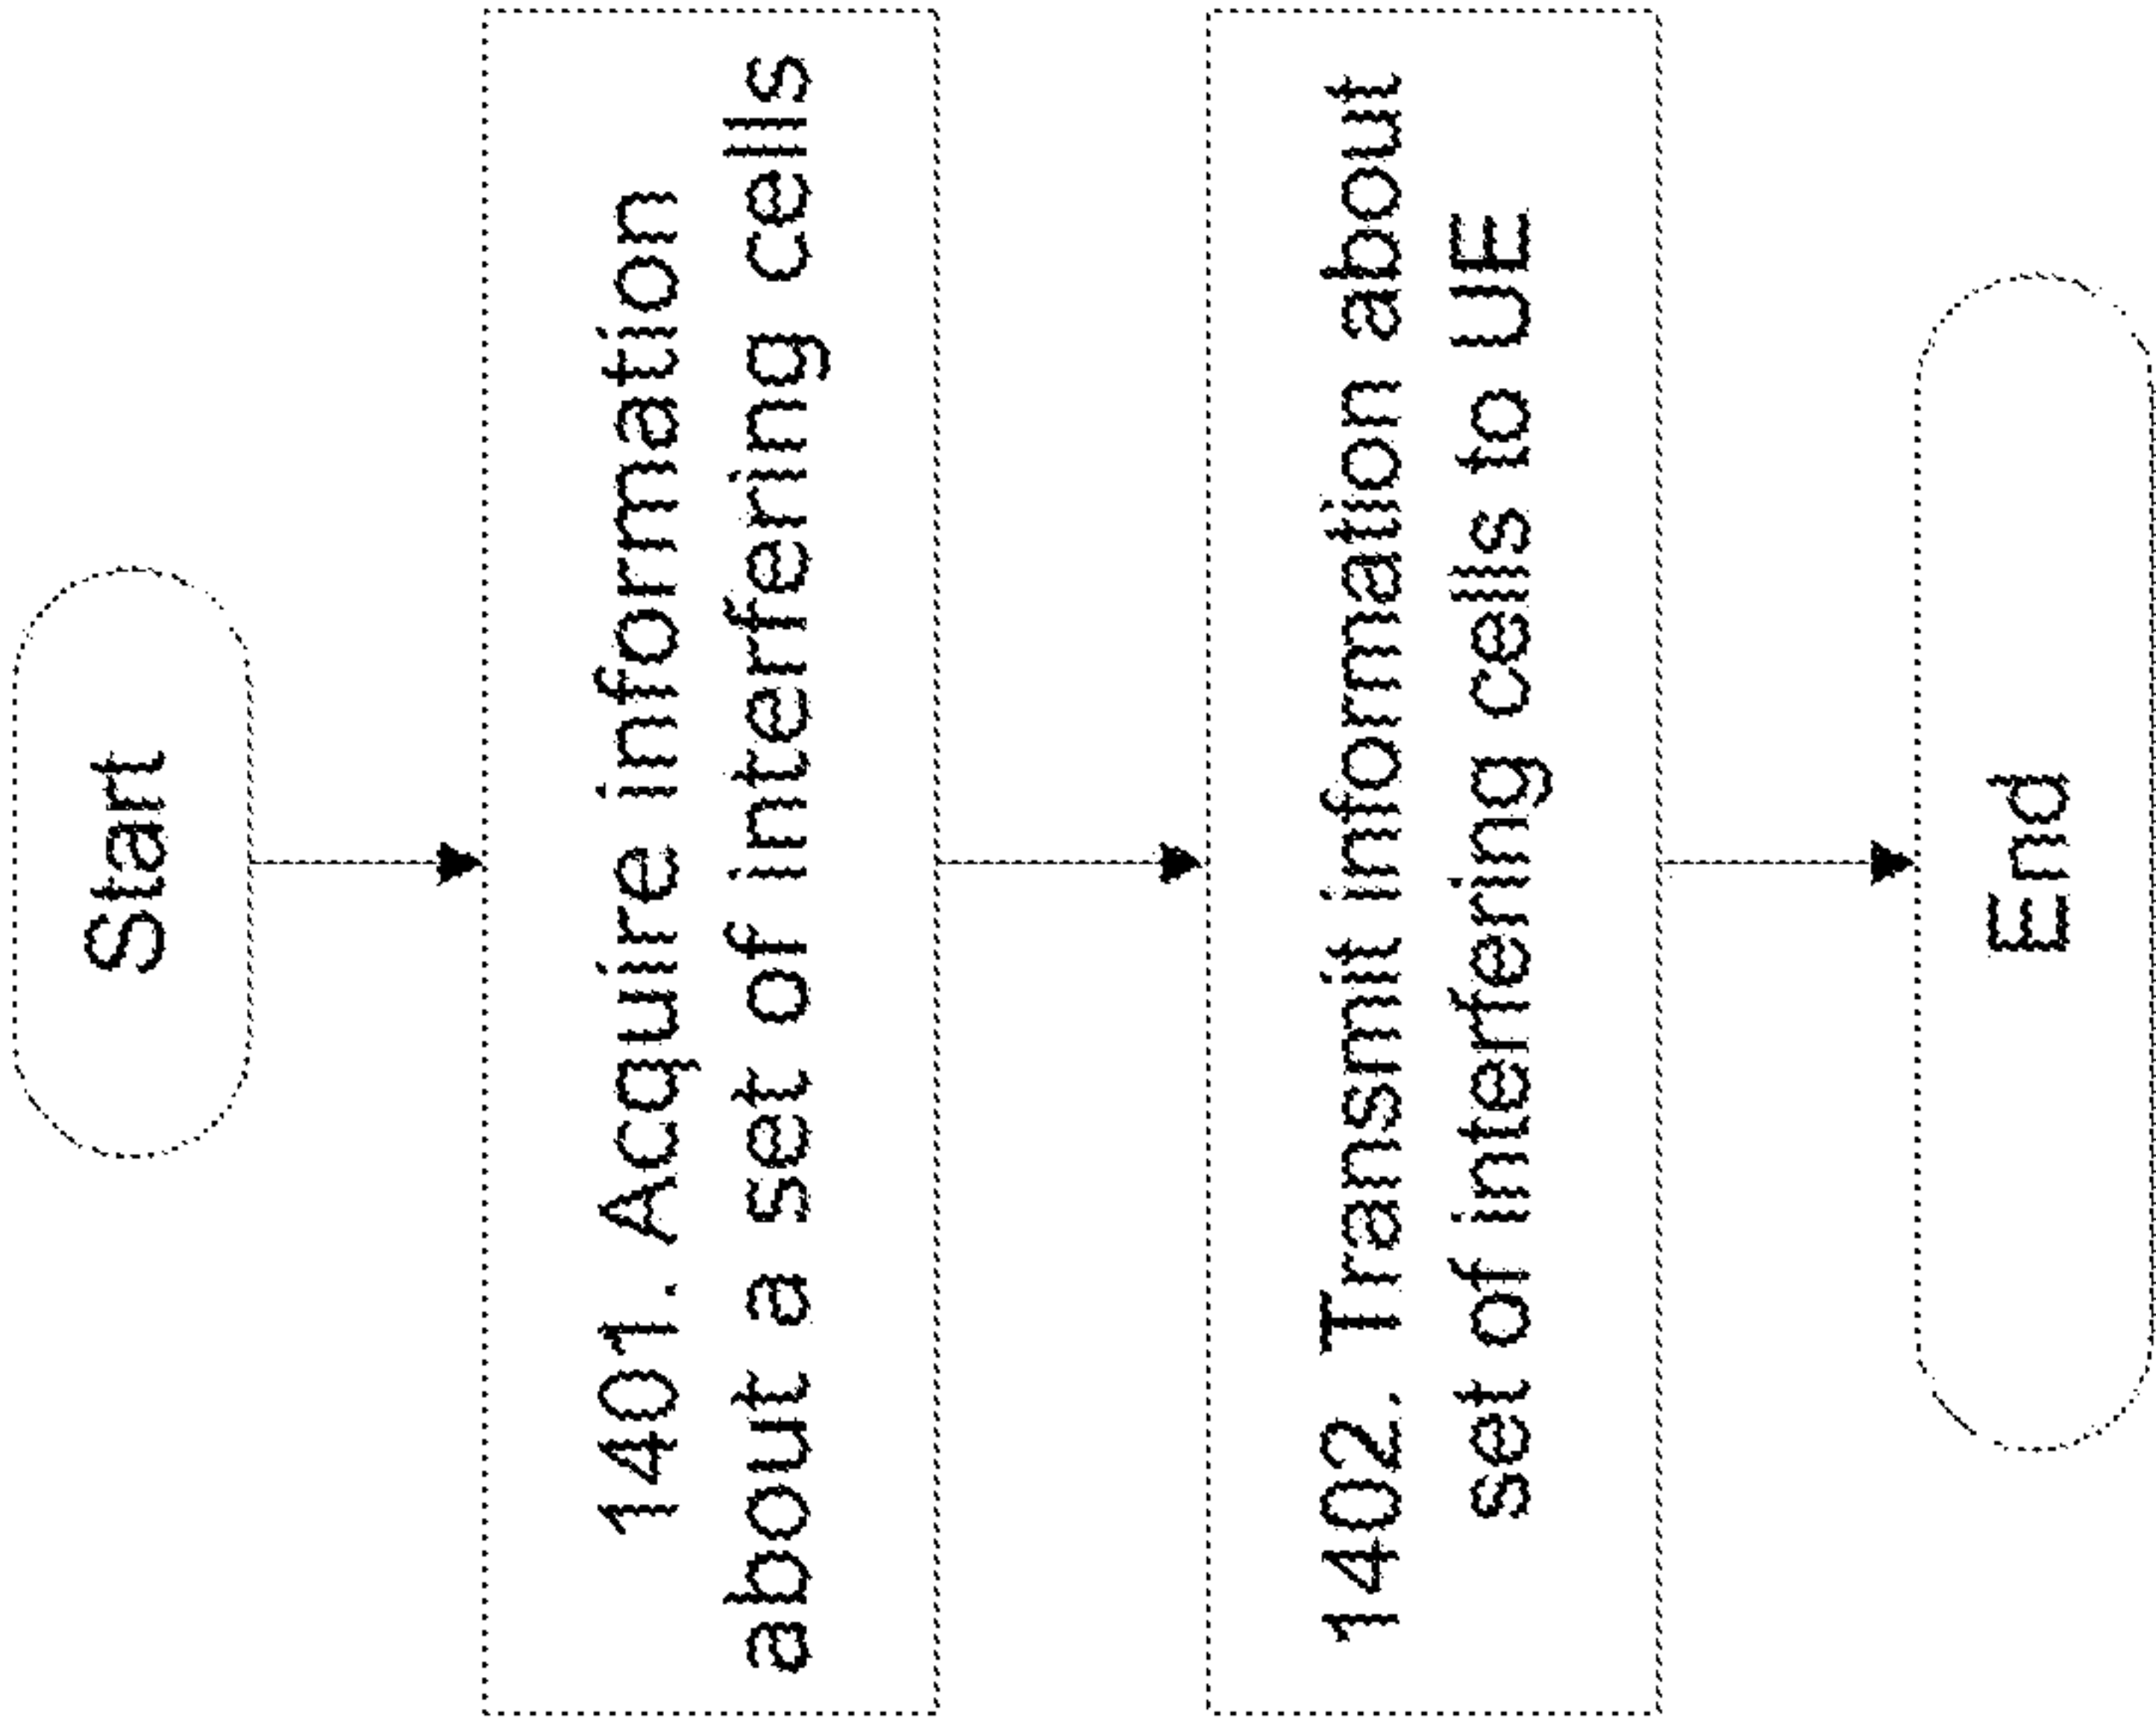 Start
1401. Acquire information
about a set of interfering cells
1402. Transmit information about
set of interfering cells to UE
End